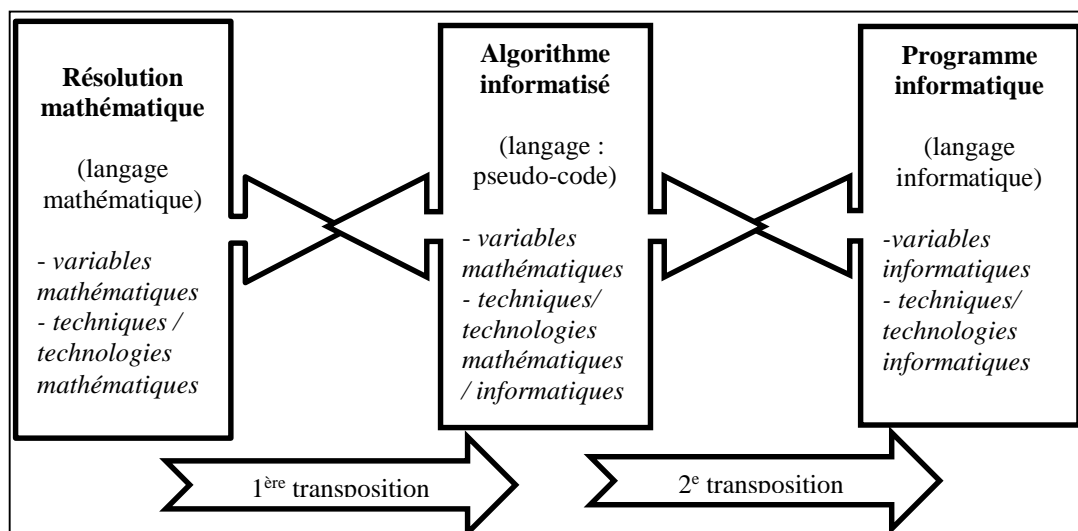 Résolution
mathématique
(langage
mathématique)
- variables
mathématiques
- techniques /
technologies
mathématiques
Algorithme
informatisé
(langage :
pseudo-code)
- variables
mathématiques
- techniques/
technologies
mathématiques
/ informatiques
Programme
informatique
(langage
informatique)
-variables
informatiques
- techniques/
technologies
informatiques
1ère transposition
2e transposition